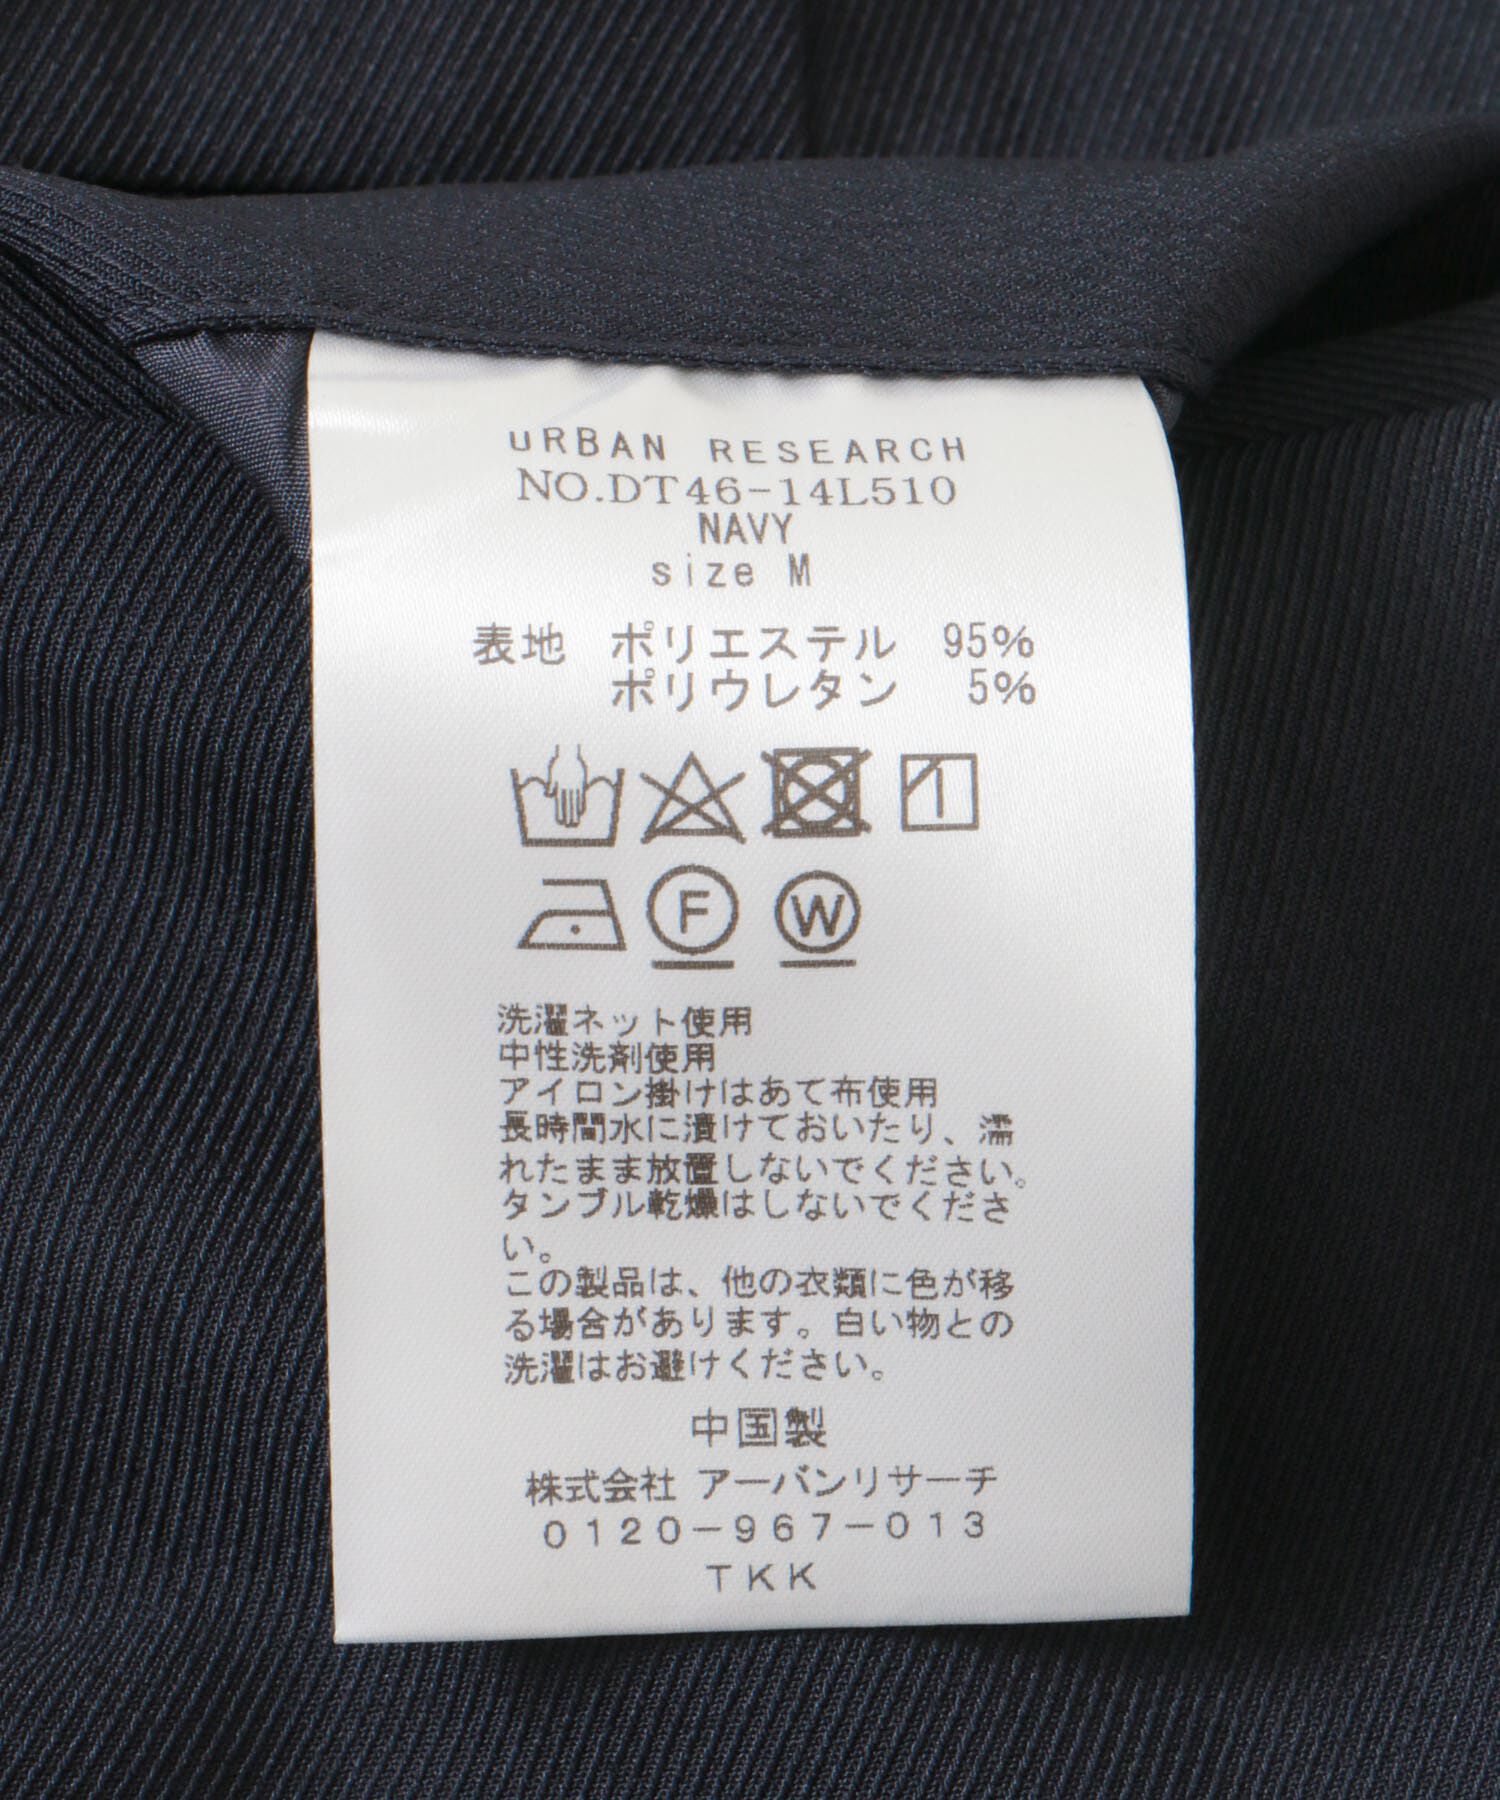 URBAN RESEARCH
NO.DT46-14L510
NAVY
size M
表地 ポリエステル 95%
ポリウレタン 5%
F W
洗濯ネット使用
中性洗剤使用
アイロン掛けはあて布使用
長時間水に漬けておいたり、濡
れたまま放置しないでください。
タンブル乾燥はしないでくださ
い。
この製品は、他の衣類に色が移
る場合があります。白い物との
洗濯はお避けください。
中国製
株式会社 アーバンリサーチ
0120-967-013
TKK